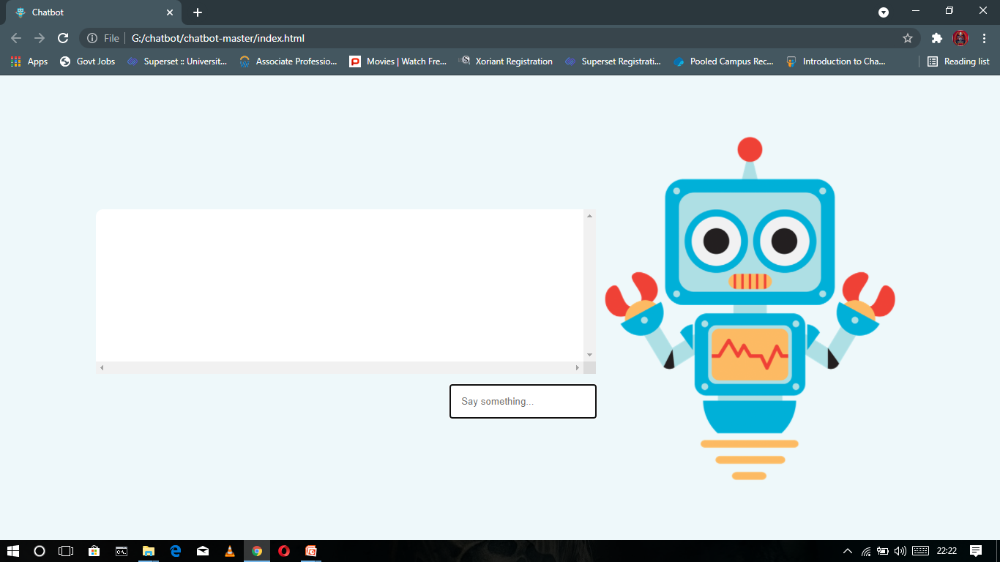 Chatbot
File G:/chatbot/chatbot-master/index.html
Apps Govt Jobs Superset :: Universit... Associate Professio... Movies | Watch Fre... Xoriant Registration Superset Registrati... Pooled Campus Rec... Introduction to Cha... Reading list
Say something...
22:22